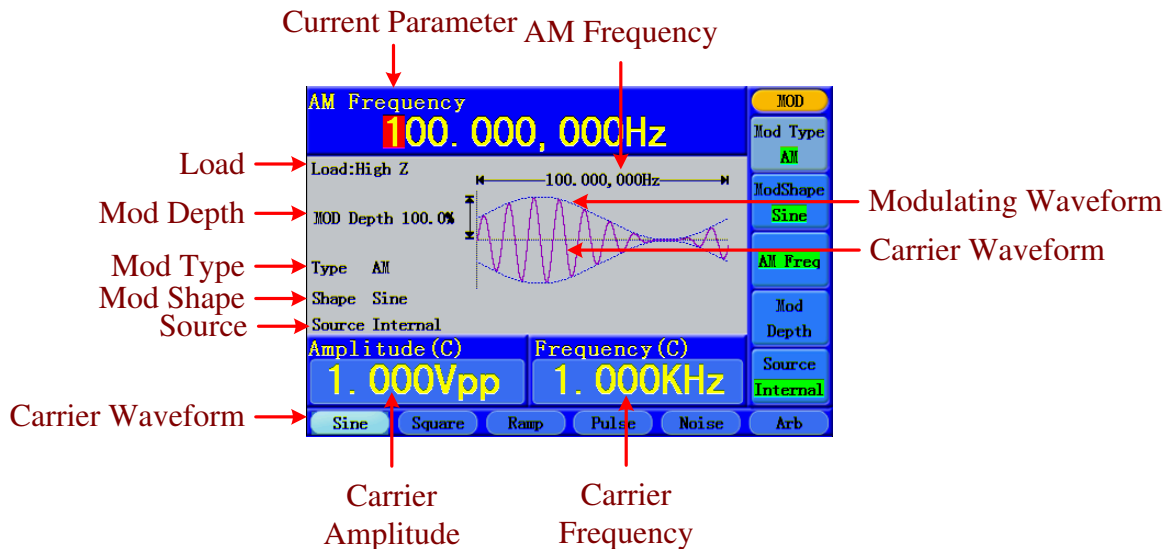 Current Parameter
AM Frequency
AM Frequency
100.000,000Hz
MOD
Mod Type
AM
Load
Load:High Z
100.000,000Hz
ModShape
Sine
Mod Depth
MOD Depth 100.0%
Modulating Waveform
Carrier Waveform
AM Freq
Mod Type
Type AM
Mod Shape
Shape Sine
Mod
Depth
Source
Source Internal
Amplitude(C)
1.000Vpp
Frequency(C)
1.000KHz
Source
Internal
Carrier Waveform
Sine
Square
Ramp
Pulse
Noise
Arb
Carrier
Amplitude
Carrier
Frequency